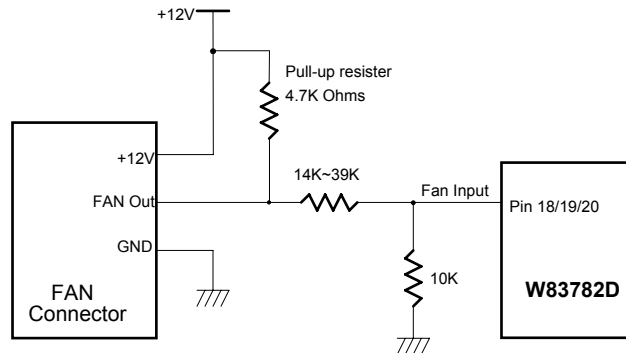 +12V
Pull-up resister
4.7K Ohms
+12V
14K~39K
Fan Input
FAN Out
Pin 18/19/20
GND
10K
W83782D
FAN
Connector